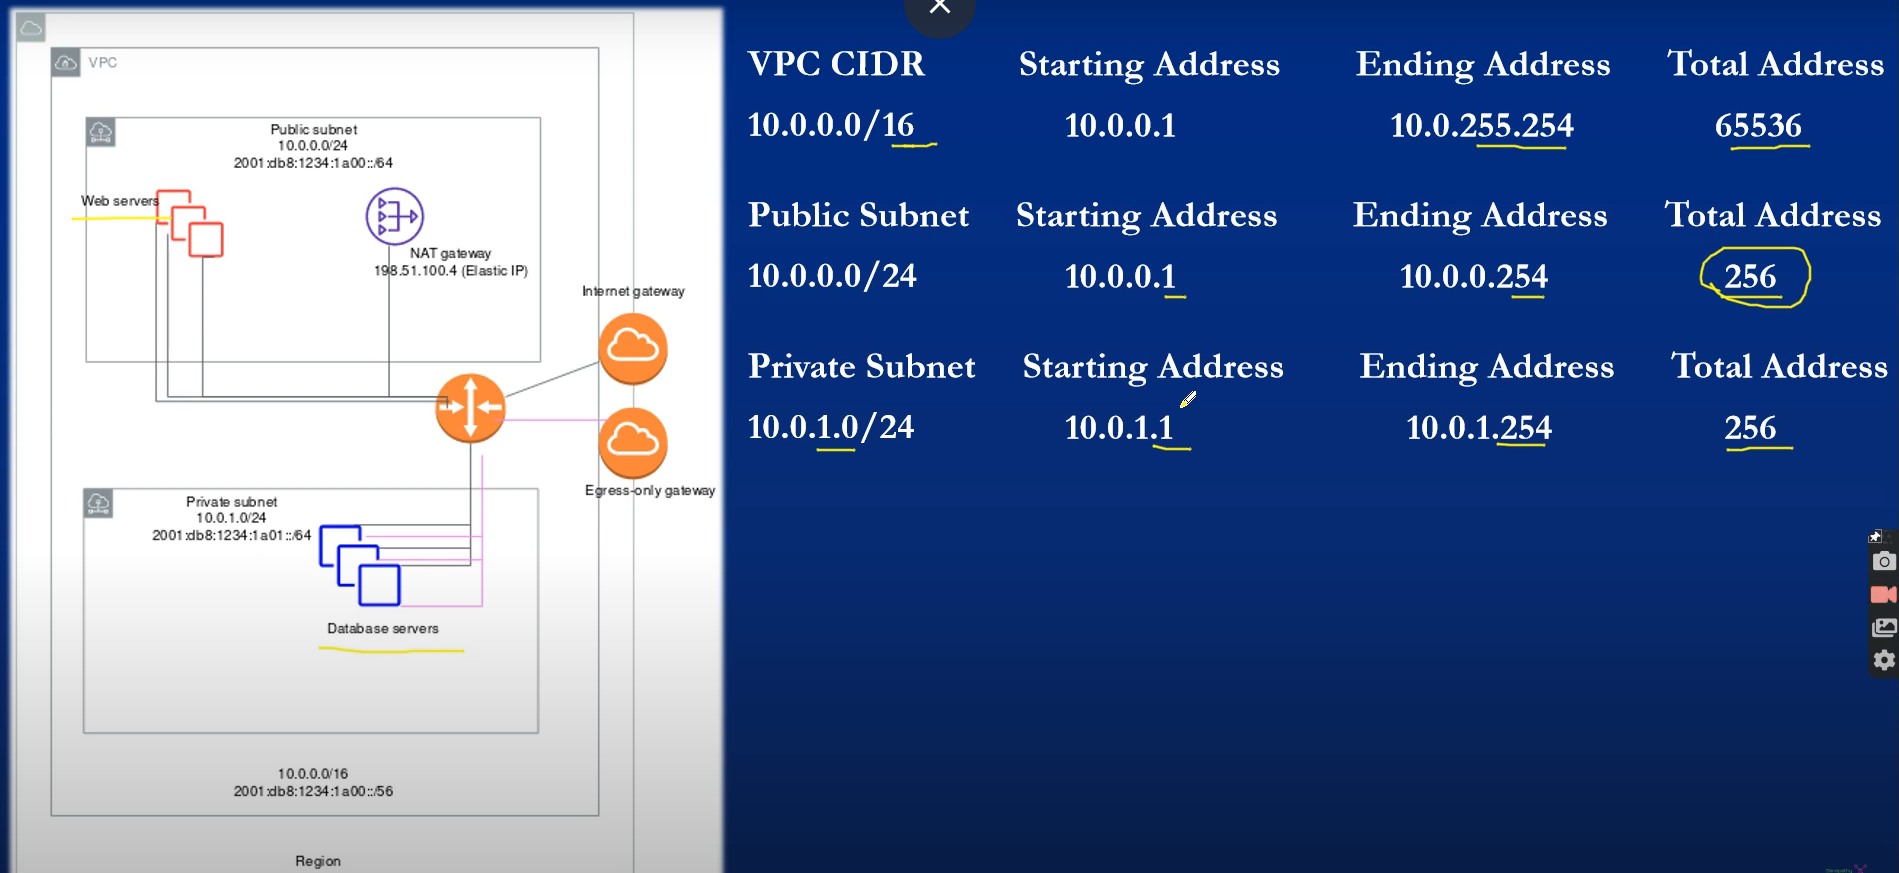 VPC
Public subnet
10.0.0.0/24
2001:db8:1234:1a00::/64
Web servers
NAT gateway
198.51.100.4 (Elastic IP)
Internet gateway
Egress-only gateway
Private subnet
10.0.1.0/24
2001:db8:1234:1a01::/64
Database servers
10.0.0.0/16
2001:db8:1234:1a00::/56
Region
VPC CIDR Starting Address Ending Address Total Address
10.0.0.0/16 10.0.0.1 10.0.255.254 65536
Public Subnet Starting Address Ending Address Total Address
10.0.0.0/24 10.0.0.1 10.0.0.254 256
Private Subnet Starting Address Ending Address Total Address
10.0.1.0/24 10.0.1.1 10.0.1.254 256